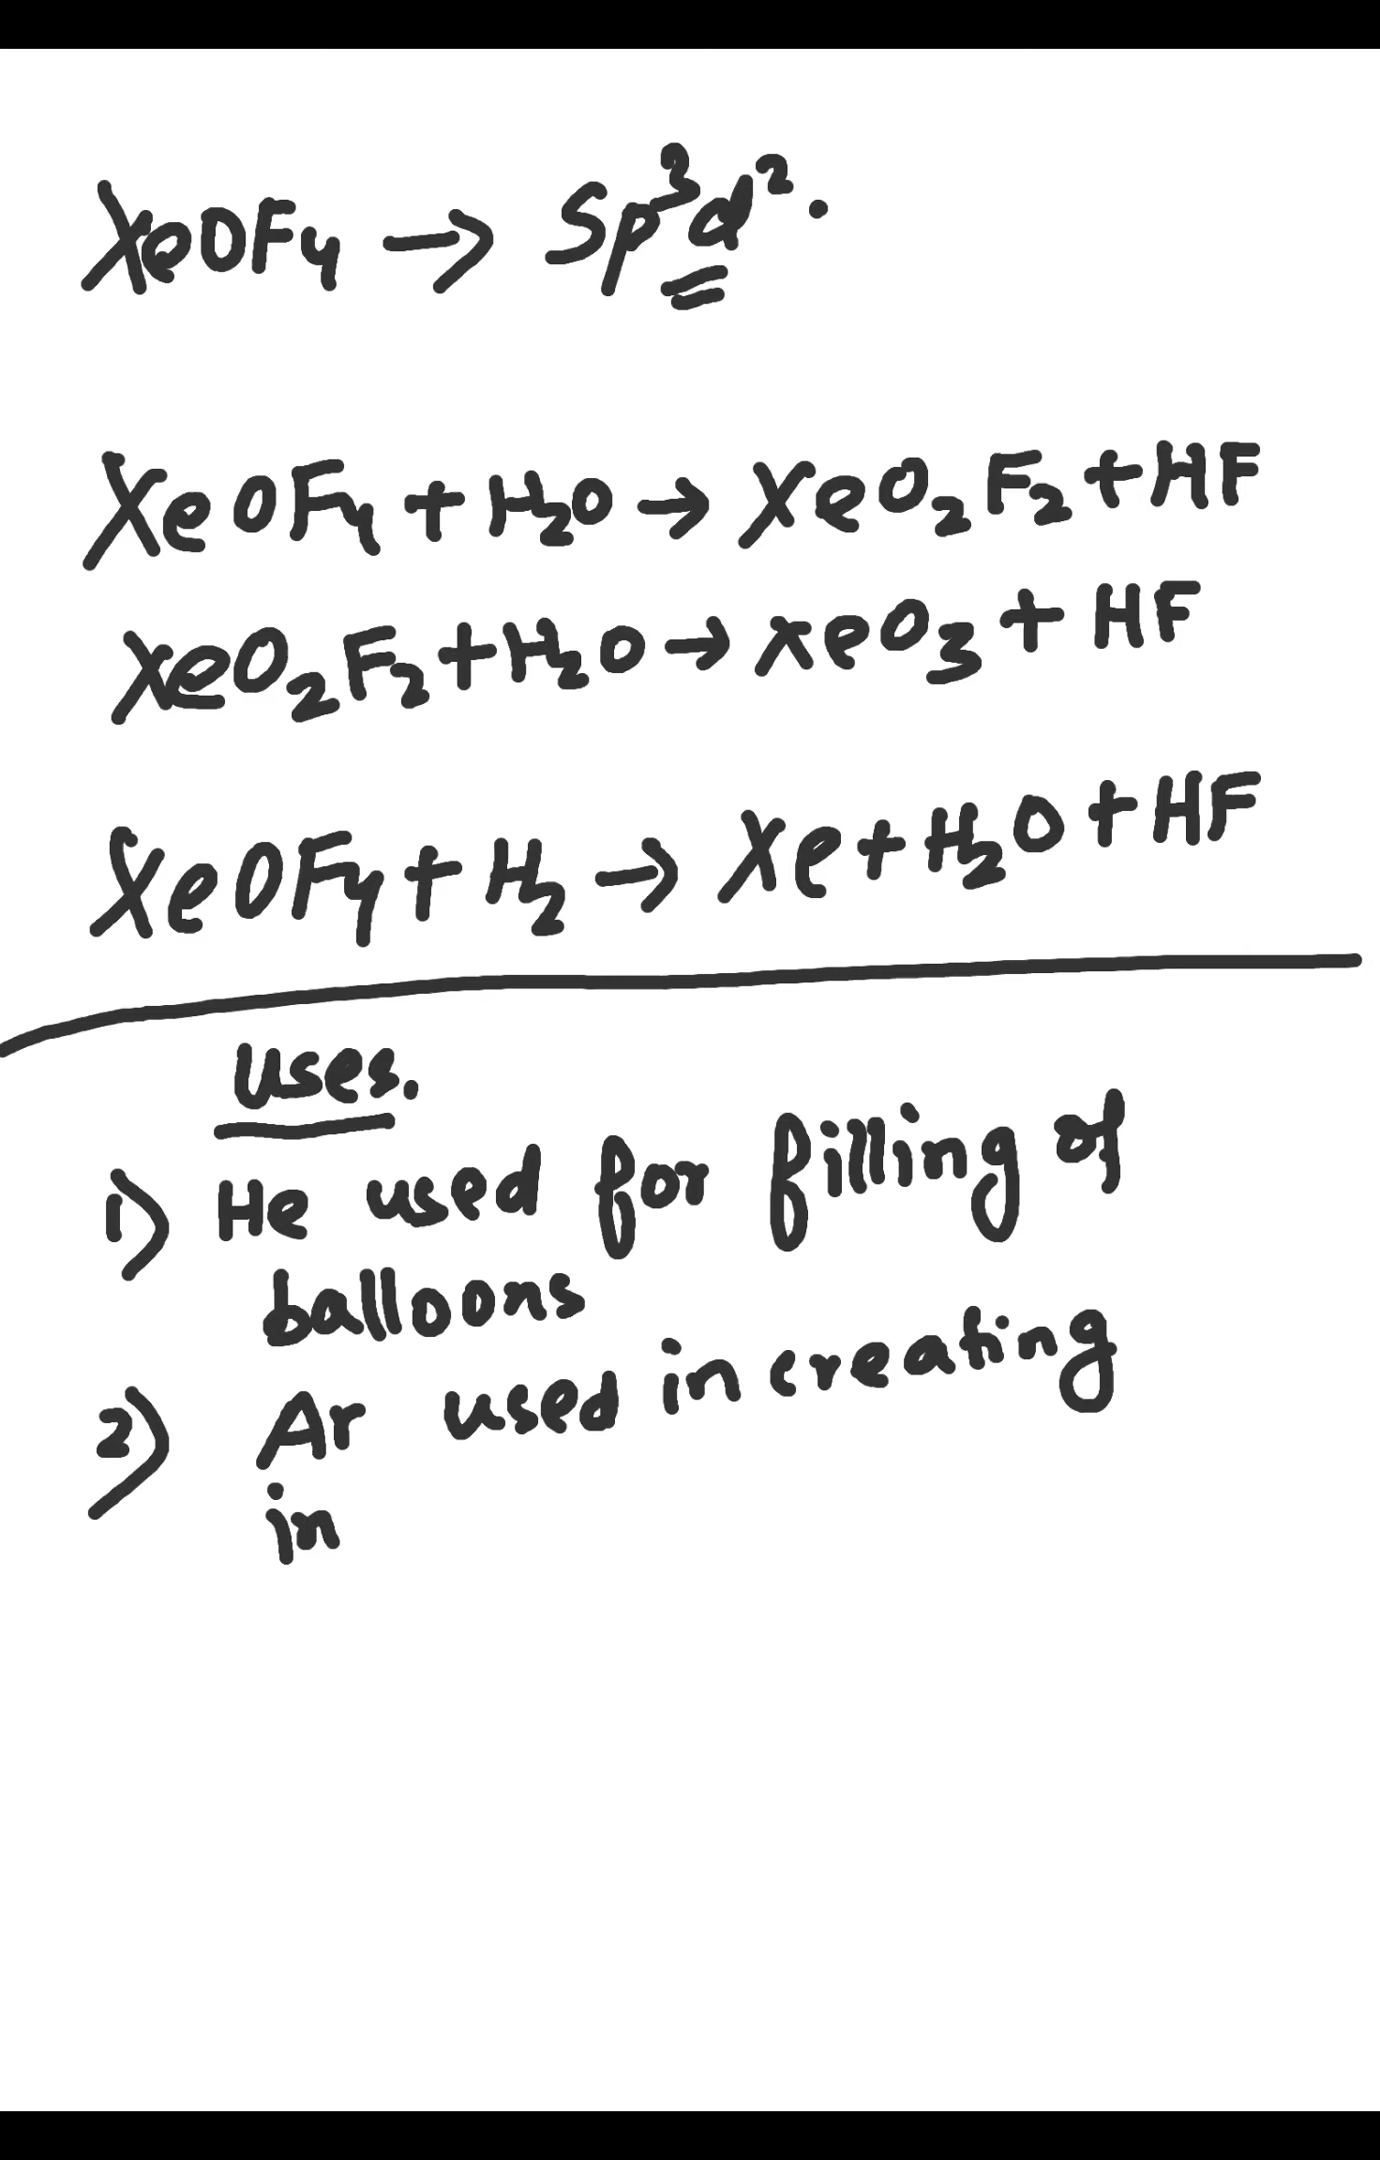 XeOF₄ → Sp³d².
XeOF₄ + H₂O → XeO₂F₂ + HF
XeO₂F₂ + H₂O → XeO₃ + HF
XeOF₄ + H₂ → Xe + H₂O + HF
Uses.
1) He used for filling of
balloons
2) Ar used in creating
in